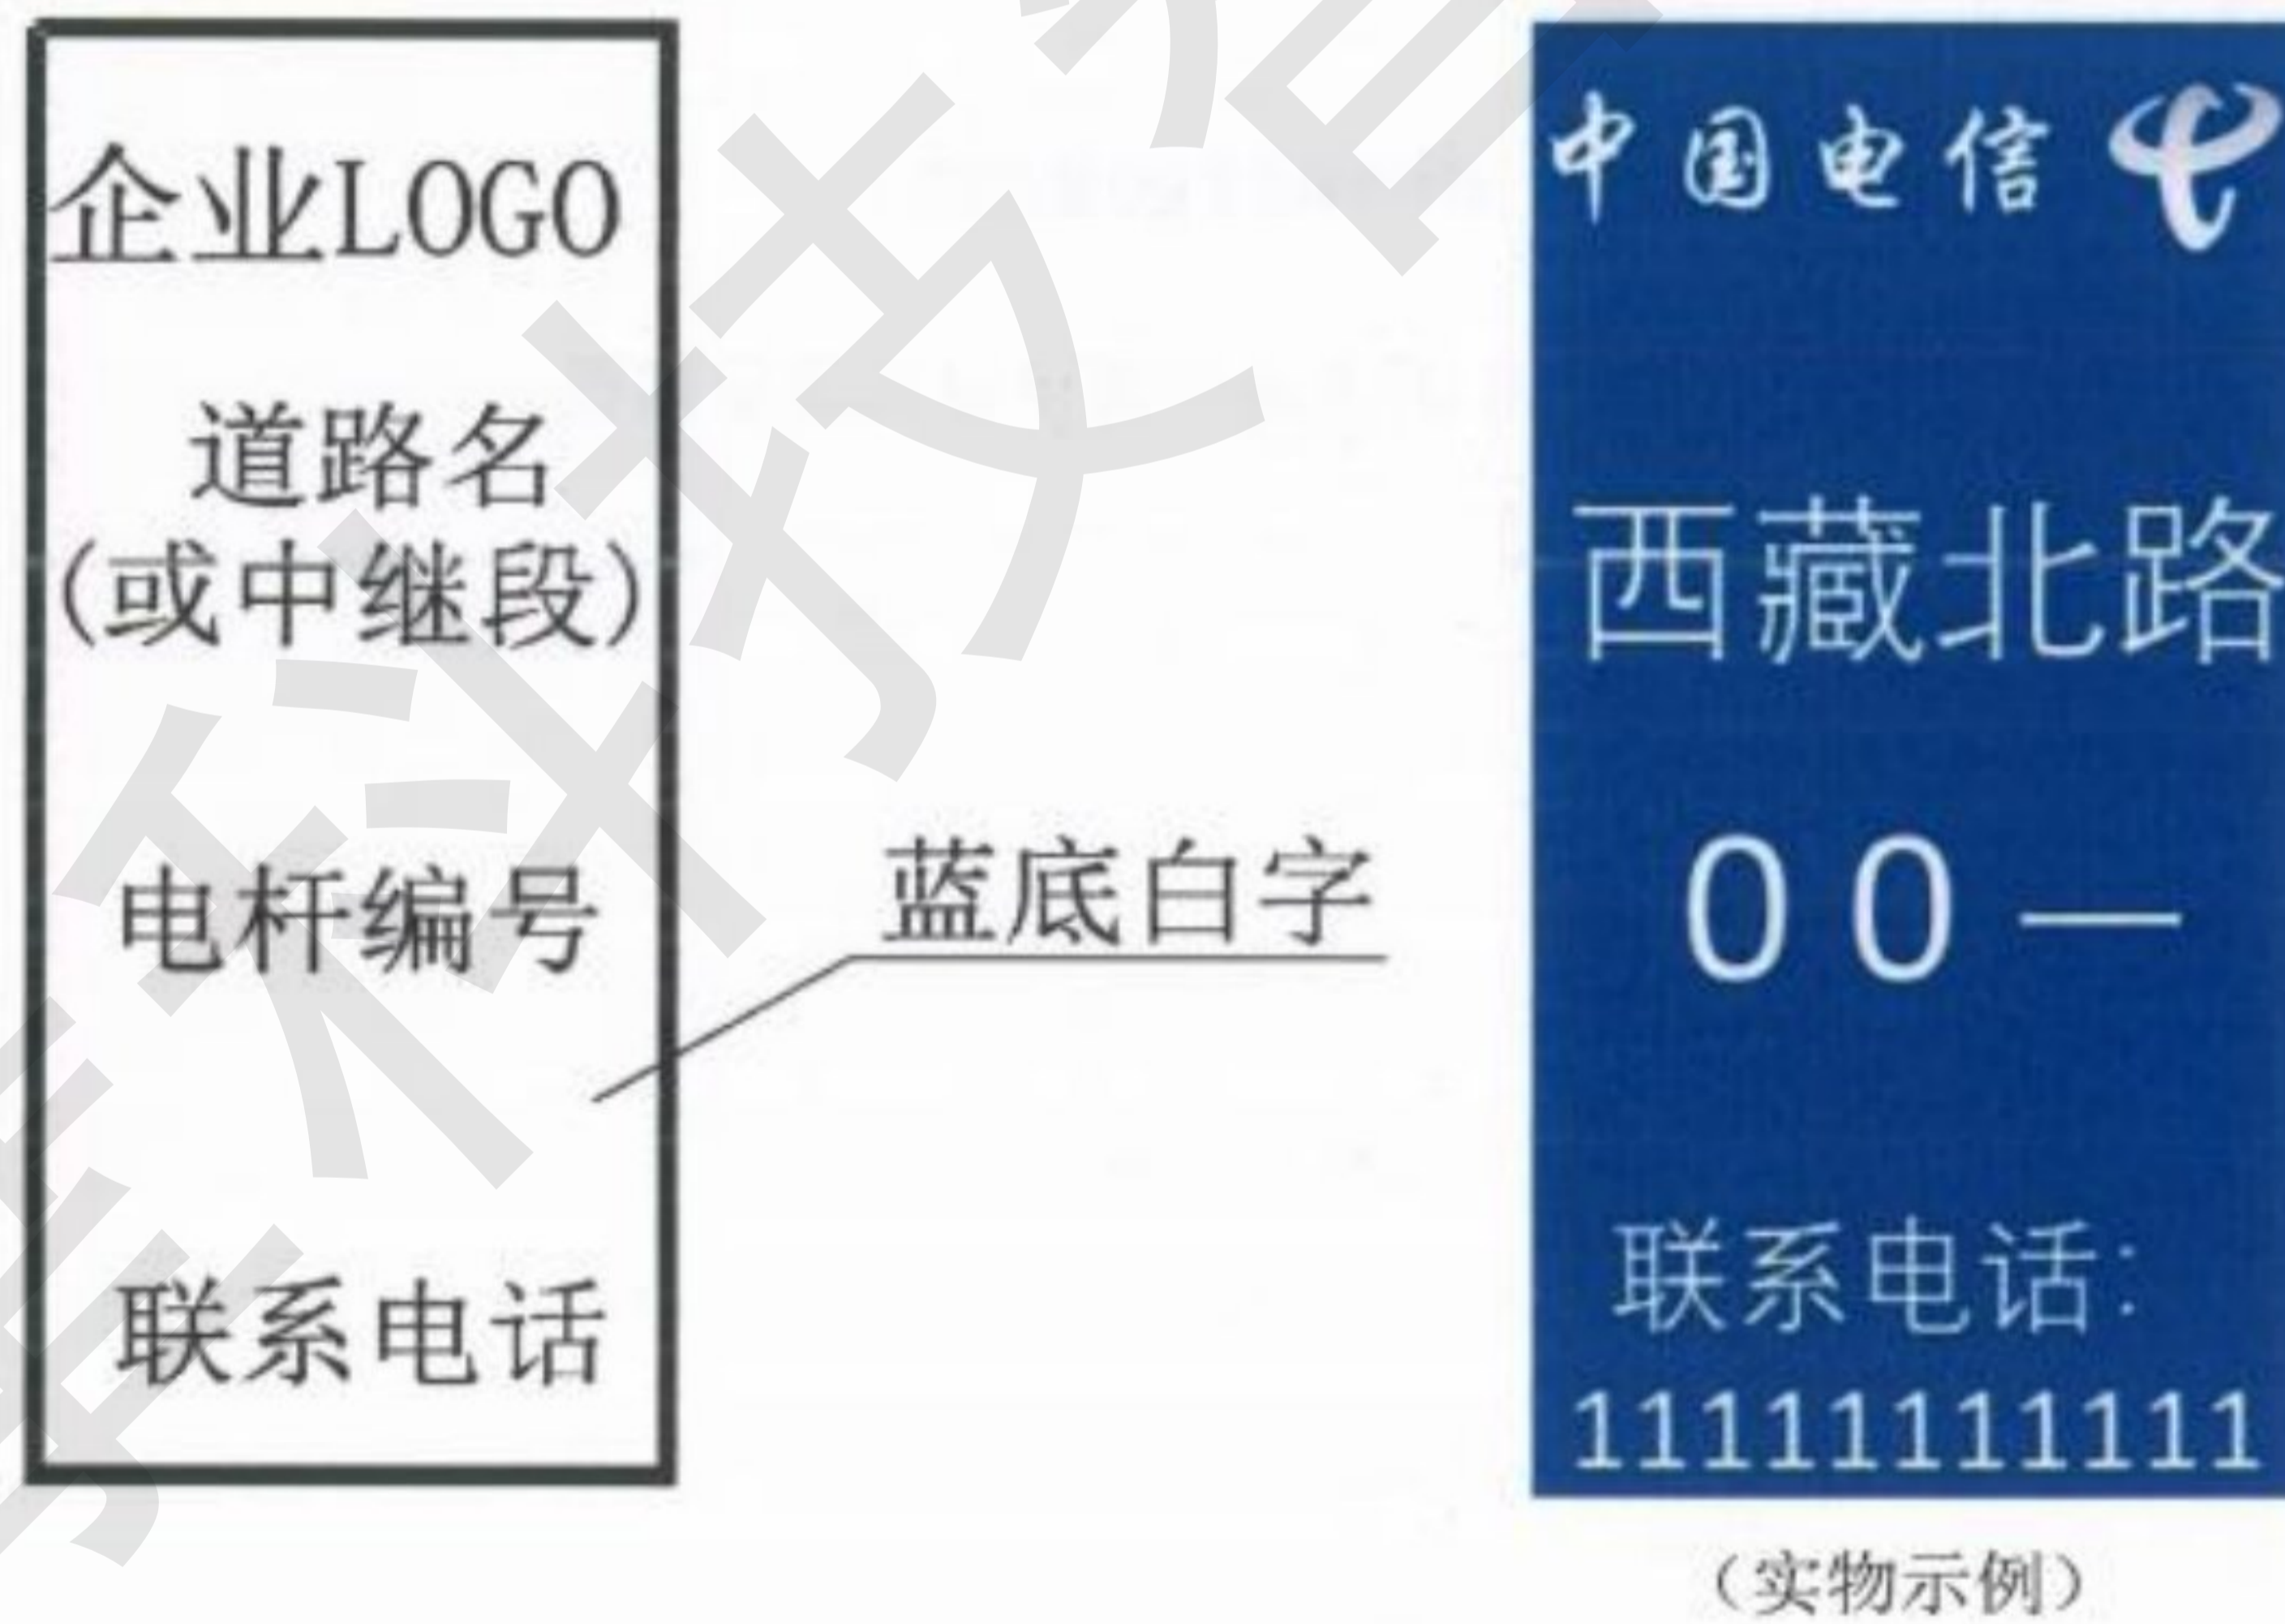 企业LOGO
道路名
(或中继段)
电杆编号
联系电话
蓝底白字
中国电信
西藏北路
00—
联系电话:
11111111111
（实物示例）
科技